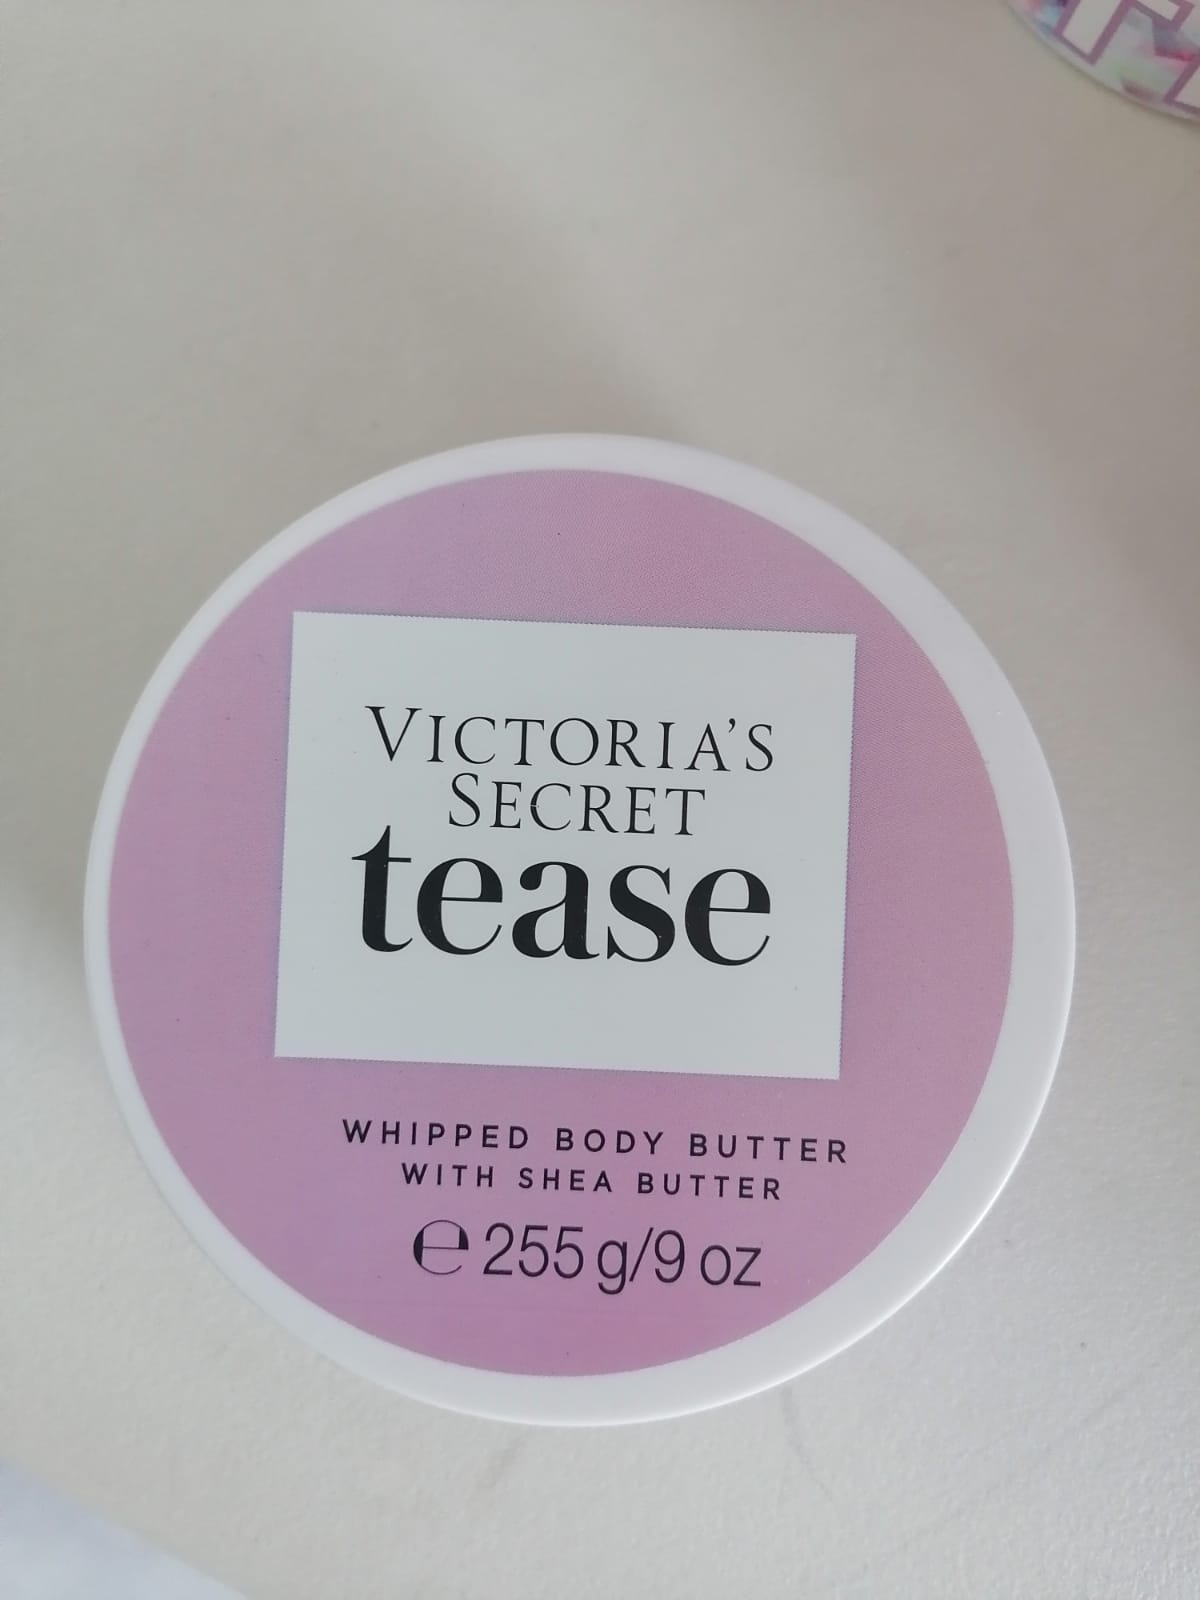 VICTORIA'S
SECRET
tease
WHIPPED BODY BUTTER
WITH SHEA BUTTER
℮ 255 g/9 oz